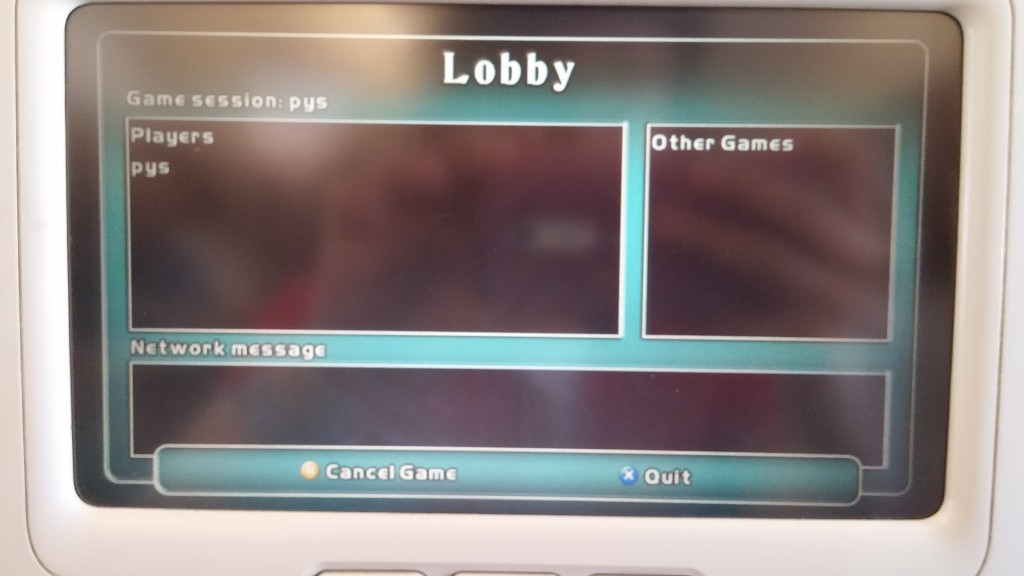 Lobby
Game session: pys
Players
pys
Other Games
Network message
Cancel Game
X Quit